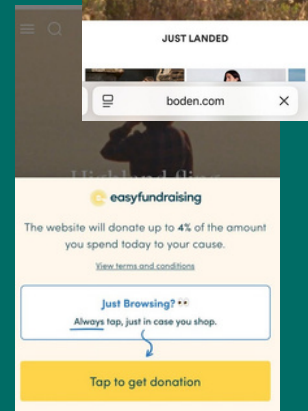 JUST LANDED
boden.com
Highland fling
easyfundraising
The website will donate up to 4% of the amount
you spend today to your cause.
View terms and conditions
Just Browsing?
Always tap, just in case you shop.
Tap to get donation